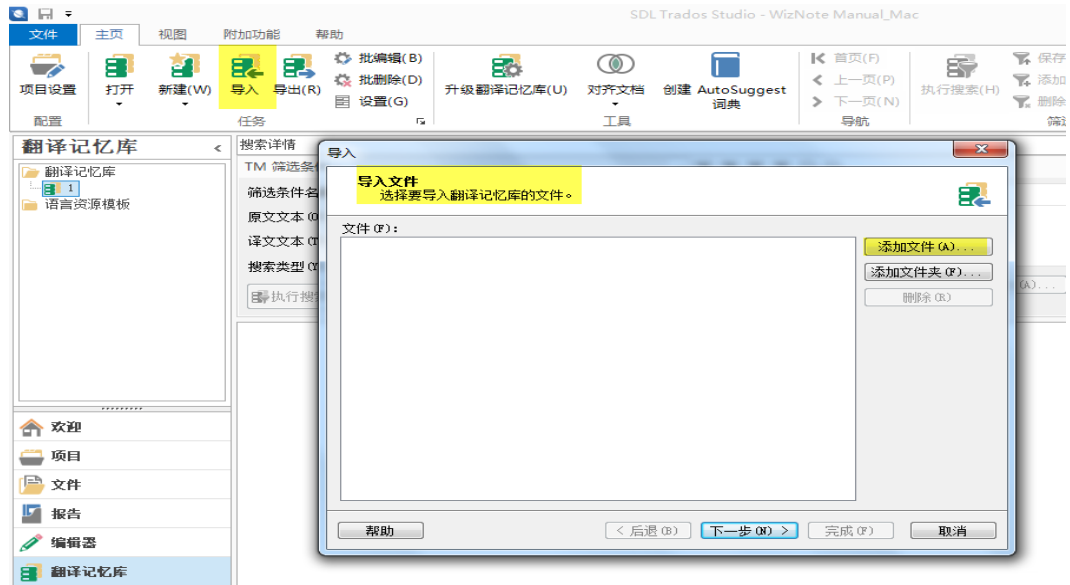 SDL Trados Studio - WizNote Manual_Mac
文件 主页 视图 附加功能 帮助
项目设置 打开 新建(W) 导入 导出(R) 批编辑(B) 批删除(D) 设置(G) 升级翻译记忆库(U) 对齐文档 创建 AutoSuggest 词典 首页(F) 上一页(P) 下一页(N) 执行搜索(H) 保存 添加 删除
配置 任务 工具 导航
翻译记忆库 <
翻译记忆库
1
语言资源模板
搜索详情
TM 筛选条
筛选条件名
原文文本(O
译文文本(T
搜索类型(Y
执行搜
(A)...
导入
导入文件
选择要导入翻译记忆库的文件。
文件(F):
添加文件(A)...
添加文件夹(F)...
删除(R)
帮助 < 后退(B) 下一步(N) > 完成(F) 取消
欢迎
项目
文件
报告
编辑器
翻译记忆库